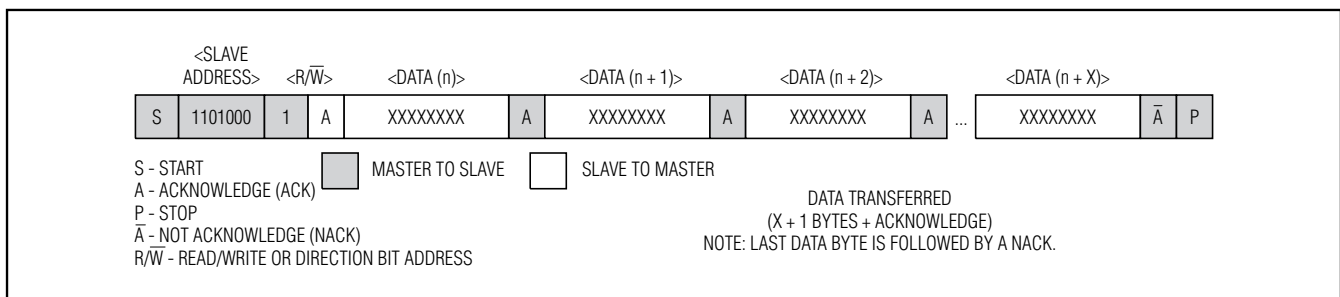 <SLAVE
ADDRESS> <R/W̅> <DATA (n)> <DATA (n + 1)> <DATA (n + 2)> <DATA (n + X)>
S 1101000 1 A XXXXXXXX A XXXXXXXX A XXXXXXXX A ... XXXXXXXX A̅ P
S - START
MASTER TO SLAVE SLAVE TO MASTER
A - ACKNOWLEDGE (ACK)
P - STOP
A̅ - NOT ACKNOWLEDGE (NACK)
R/W̅ - READ/WRITE OR DIRECTION BIT ADDRESS
DATA TRANSFERRED
(X + 1 BYTES + ACKNOWLEDGE)
NOTE: LAST DATA BYTE IS FOLLOWED BY A NACK.